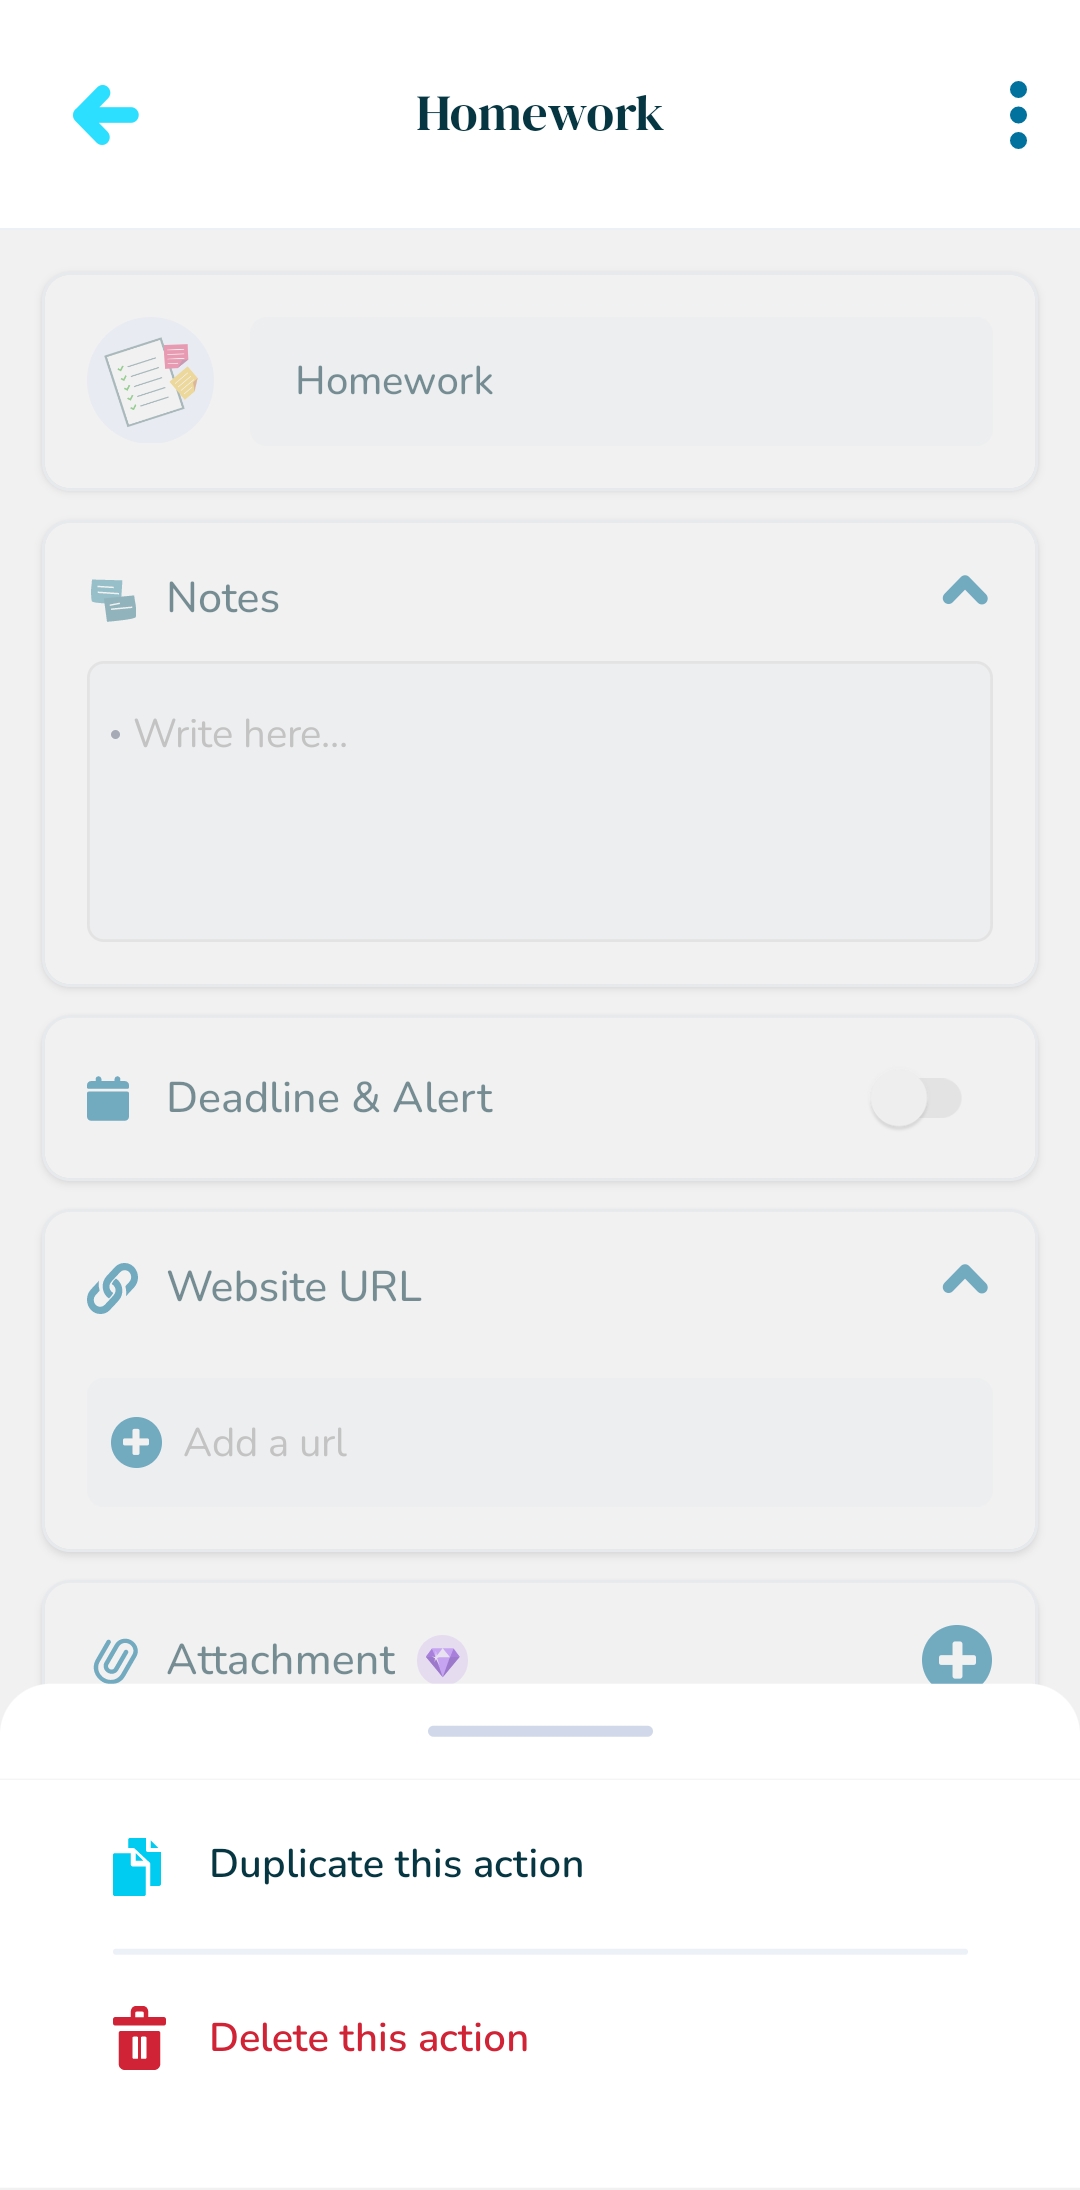 Homework
Homework
Notes
• Write here...
Deadline & Alert
Website URL
Add a url
Attachment
Duplicate this action
Delete this action